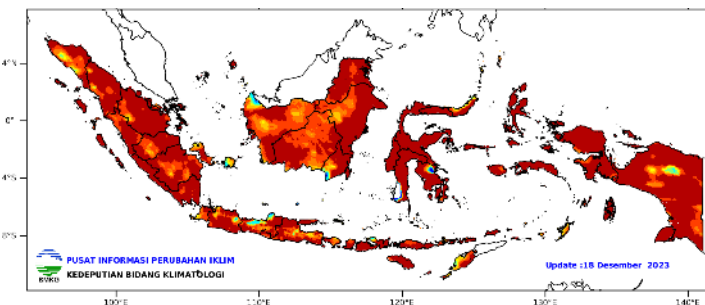 4°N
0°
4°S
8°S
PUSAT INFORMASI PERUBAHAN IKLIM
KEDEPUTIAN BIDANG KLIMATOLOGI
BMKG
Update :18 Desember 2023
100°E
110°E
120°E
130°E
140°E